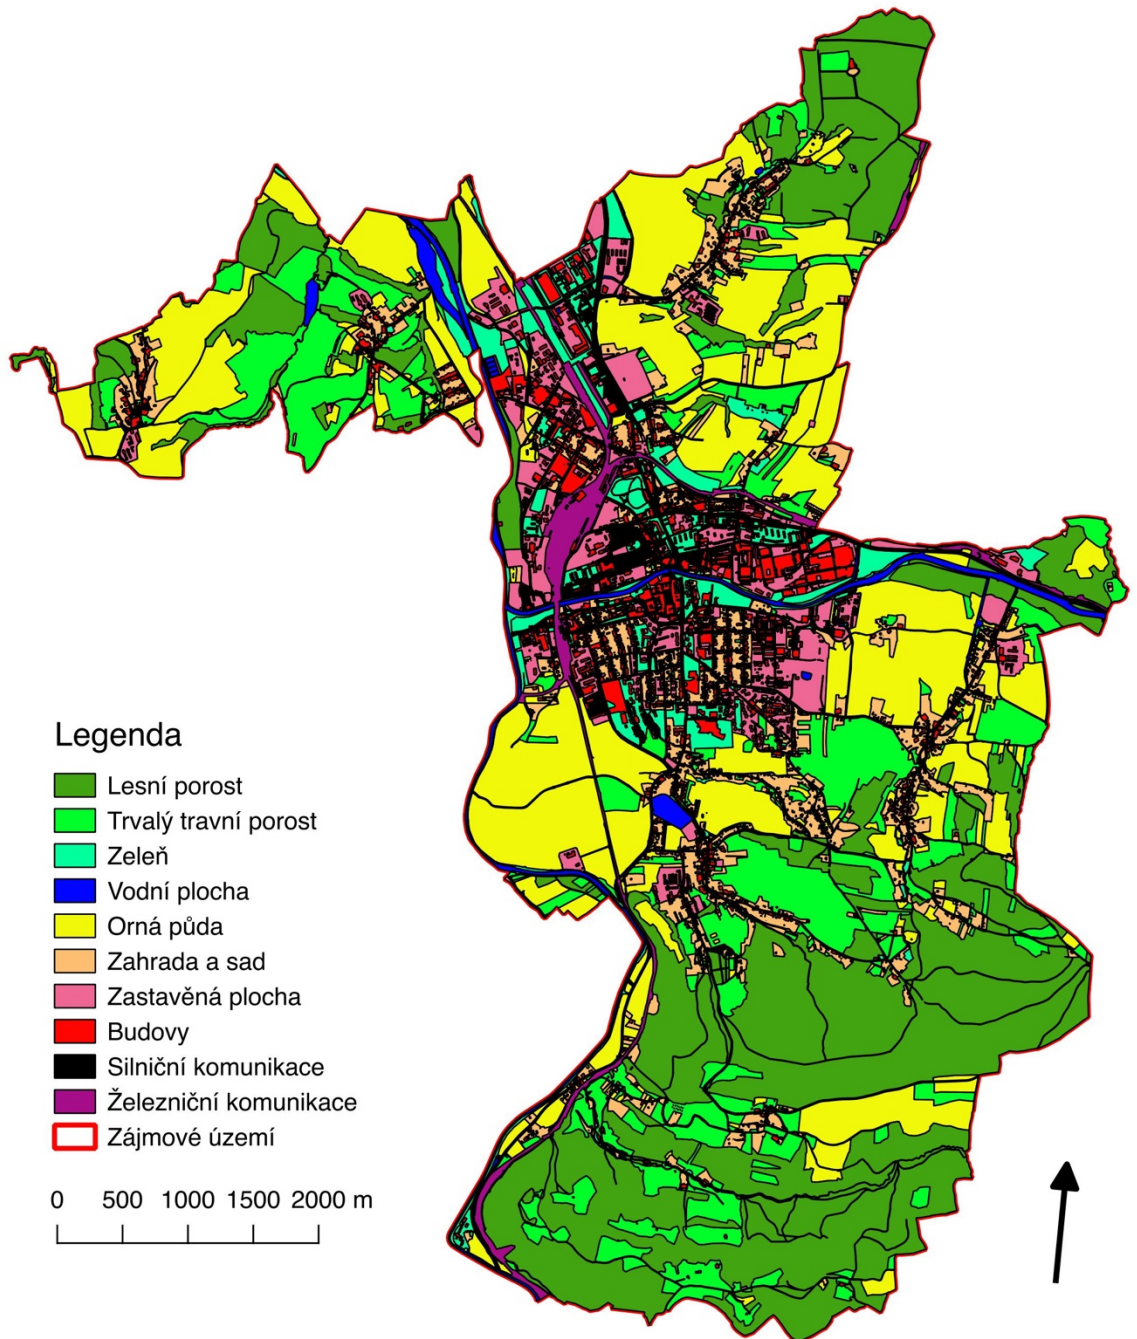 Legenda
Lesní porost
Trvalý travní porost
Zeleň
Vodní plocha
Orná půda
Zahrada a sad
Zastavěná plocha
Budovy
Silniční komunikace
Železniční komunikace
Zájmové území
0 500 1000 1500 2000 m